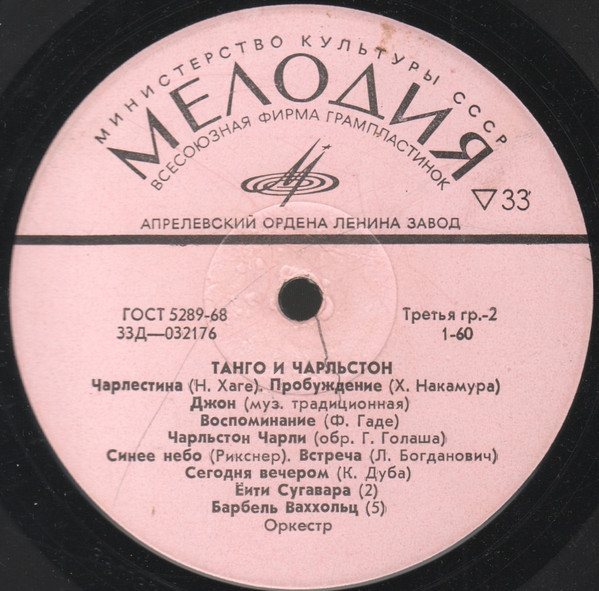 МИНИСТЕРСТВО КУЛЬТУРЫ СССР
МЕЛОДИЯ
ВСЕСОЮЗНАЯ ФИРМА ГРАМПЛАСТИНОК
33
АПРЕЛЕВСКИЙ ОРДЕНА ЛЕНИНА ЗАВОД
ГОСТ 5289-68 Третья гр.-2
33Д—032176 1-60
ТАНГО И ЧАРЛЬСТОН
Чарлестина (Н. Хаге). Пробуждение (Х. Накамура)
Джон (муз. традиционная)
Воспоминание (Ф. Гаде)
Чарльстон Чарли (обр. Г. Голаша)
Синее небо (Рикснер). Встреча (Л. Богданович)
Сегодня вечером (К. Дуба)
Ёити Сугавара (2)
Барбель Ваххольц (5)
Оркестр